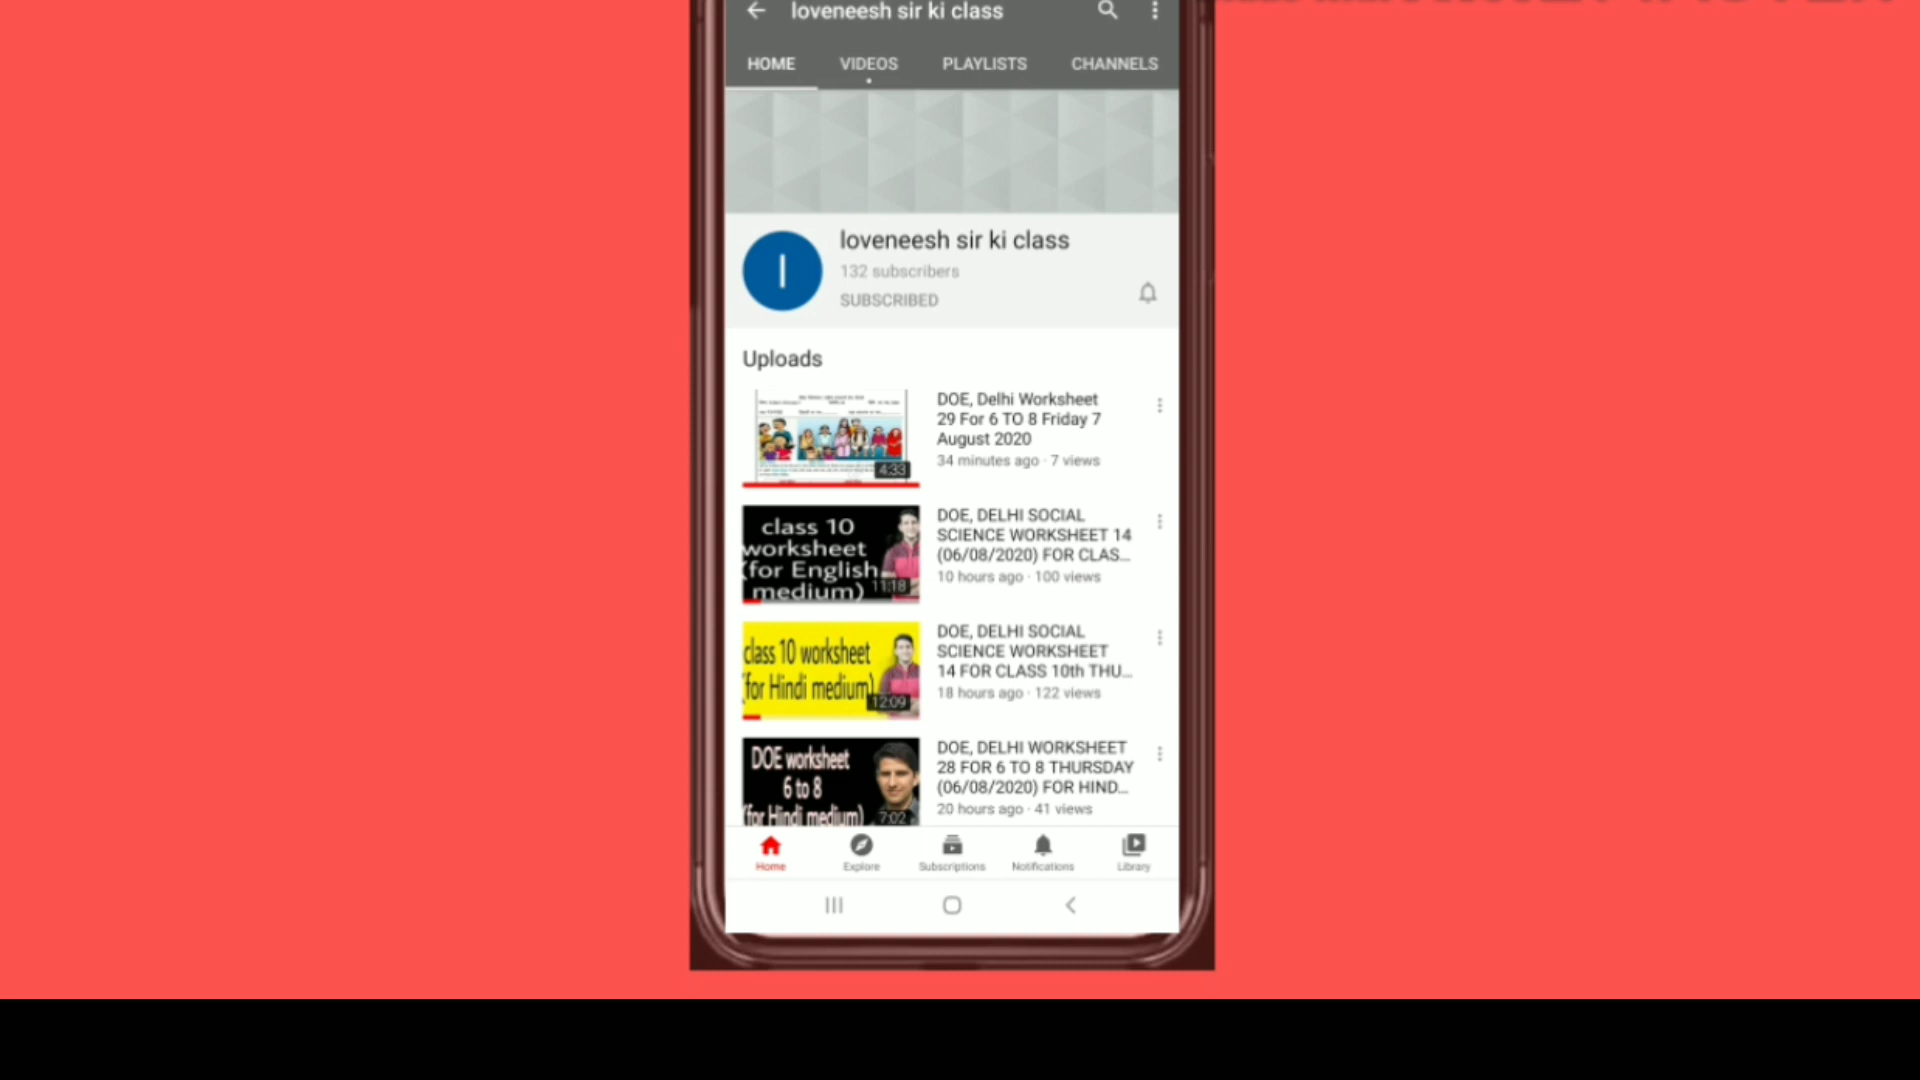 loveneesh sir ki class
HOME VIDEOS PLAYLISTS CHANNELS
l
loveneesh sir ki class
132 subscribers
SUBSCRIBED
Uploads
4:33
DOE, Delhi Worksheet
29 For 6 TO 8 Friday 7
August 2020
34 minutes ago · 7 views
class 10
worksheet
(for English
medium)
11:18
DOE, DELHI SOCIAL
SCIENCE WORKSHEET 14
(06/08/2020) FOR CLAS...
10 hours ago · 100 views
class 10 worksheet
(for Hindi medium)
12:09
DOE, DELHI SOCIAL
SCIENCE WORKSHEET
14 FOR CLASS 10th THU...
18 hours ago · 122 views
DOE worksheet
6 to 8
(for Hindi medium)
7:02
DOE, DELHI WORKSHEET
28 FOR 6 TO 8 THURSDAY
(06/08/2020) FOR HIND...
20 hours ago · 41 views
Home Explore Subscriptions Notifications Library